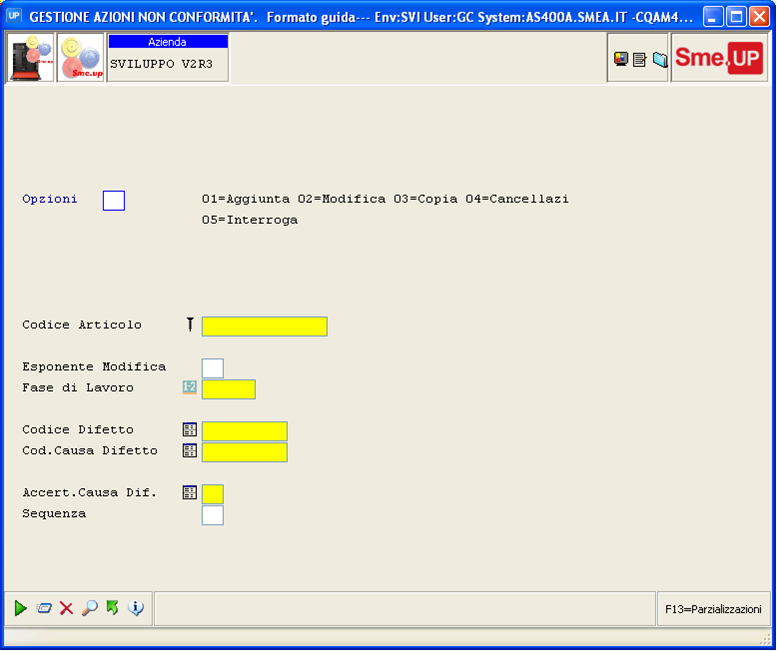 UP GESTIONE AZIONI NON CONFORMITA'. Formato guida--- Env:SVI User:GC System:AS400A.SMEA.IT -CQAM4...
Azienda
SVILUPPO V2R3
Sme.up
Sme.UP
Opzioni 01=Aggiunta 02=Modifica 03=Copia 04=Cancellazi
05=Interroga
Codice Articolo
Esponente Modifica
Fase di Lavoro
Codice Difetto
Cod.Causa Difetto
Accert.Causa Dif.
Sequenza
F13=Parzializzazioni